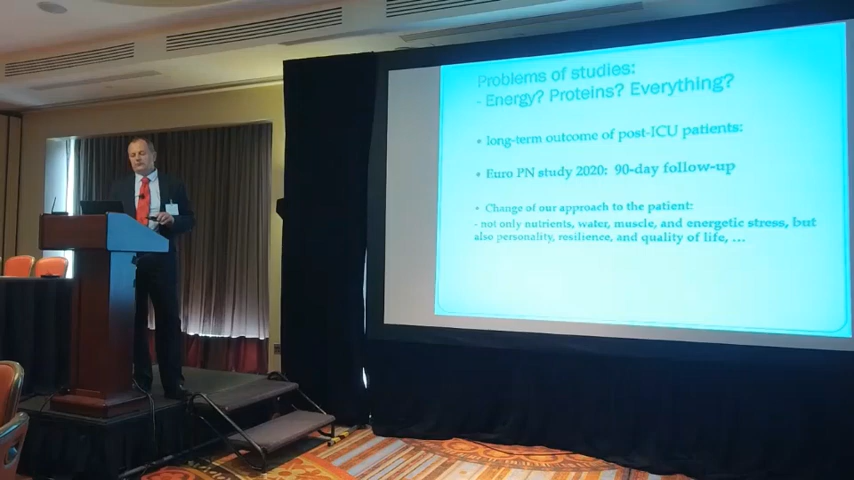 Problems of studies:
- Energy? Proteins? Everything?
• long-term outcome of post-ICU patients:
• Euro PN study 2020: 90-day follow-up
• Change of our approach to the patient:
- not only nutrients, water, muscle, and energetic stress, but
also personality, resilience, and quality of life, ...